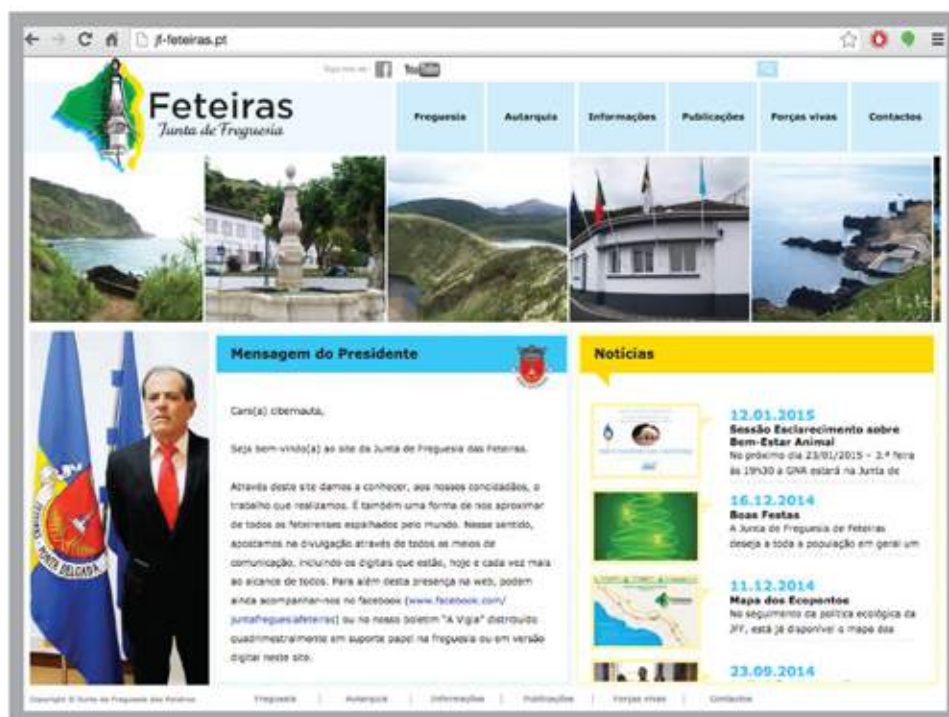 jf-feteiras.pt
YouTube
Feteiras
Junta de Freguesia
Freguesia
Autarquia
Informações
Publicações
Forças vivas
Contactos
Mensagem do Presidente
Caro(a) cibernauta,
Seja bem-vindo(a) ao site da Junta de Freguesia das Feteiras.
Através deste site damos a conhecer, aos nossos concidadãos, o
trabalho que realizamos. É também uma forma de nos aproximar
de todos os feteirenses espalhados pelo mundo. Nesse sentido,
apostamos na divulgação através de todos os meios de
comunicação, incluindo os digitais que estão, hoje e cada vez mais
ao alcance de todos. Para além desta presença na web, podem
ainda acompanhar-nos no facebook (www.facebook.com/
juntafreguesiafeteiras) ou no nosso boletim "A Vigia" distribuído
quadrimestralmente em suporte papel na freguesia ou em versão
digital neste site.
FETEIRAS - PONTA DELGADA
Notícias
12.01.2015
Sessão Esclarecimento sobre
Bem-Estar Animal
No próximo dia 23/01/2015 – 3.ª feira
às 19h30 a GNR estará na Junta de
16.12.2014
Boas Festas
A Junta de Freguesia de Feteiras
deseja a toda a população em geral um
11.12.2014
Mapa dos Ecopontos
No seguimento da política ecológica da
JFF, está já disponível o mapa dos
23.09.2014
Copyright © Junta de Freguesia das Feteiras
Freguesia | Autarquia | Informações | Publicações | Forças vivas | Contactos